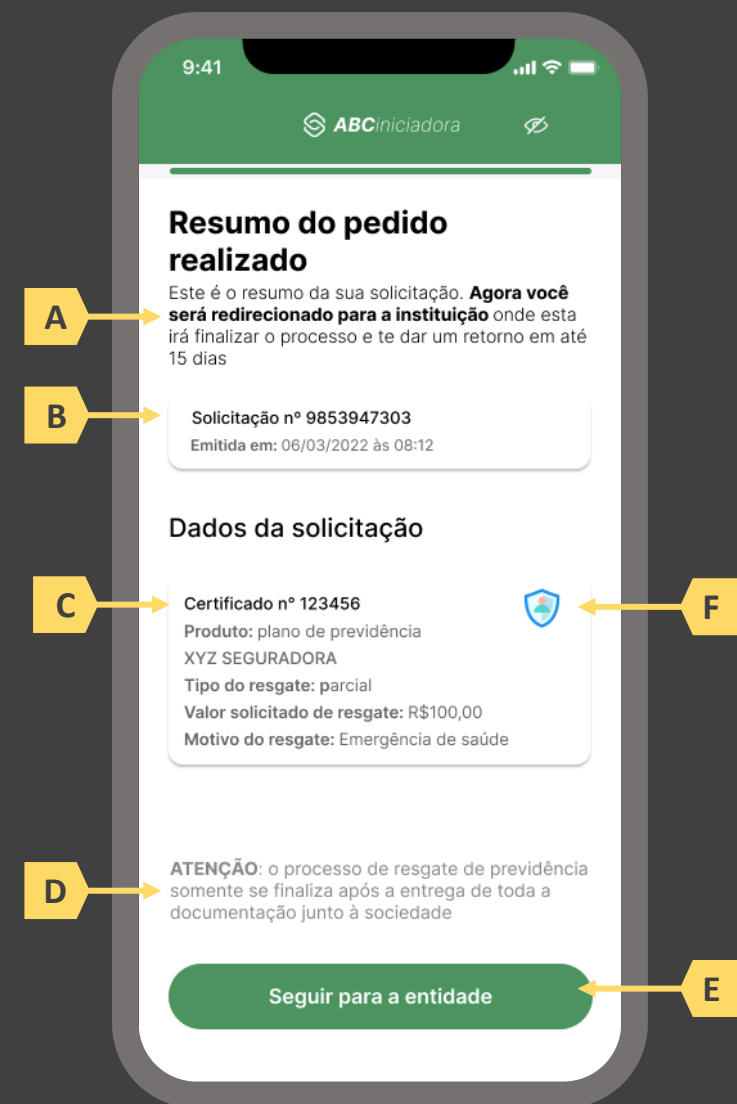 9:41
ABCiniciadora
Resumo do pedido
realizado
A
Este é o resumo da sua solicitação. Agora você
será redirecionado para a instituição onde esta
irá finalizar o processo e te dar um retorno em até
15 dias
B
Solicitação nº 9853947303
Emitida em: 06/03/2022 às 08:12
Dados da solicitação
C
Certificado nº 123456
F
Produto: plano de previdência
XYZ SEGURADORA
Tipo do resgate: parcial
Valor solicitado de resgate: R$100,00
Motivo do resgate: Emergência de saúde
D
ATENÇÃO: o processo de resgate de previdência
somente se finaliza após a entrega de toda a
documentação junto à sociedade
Seguir para a entidade
E